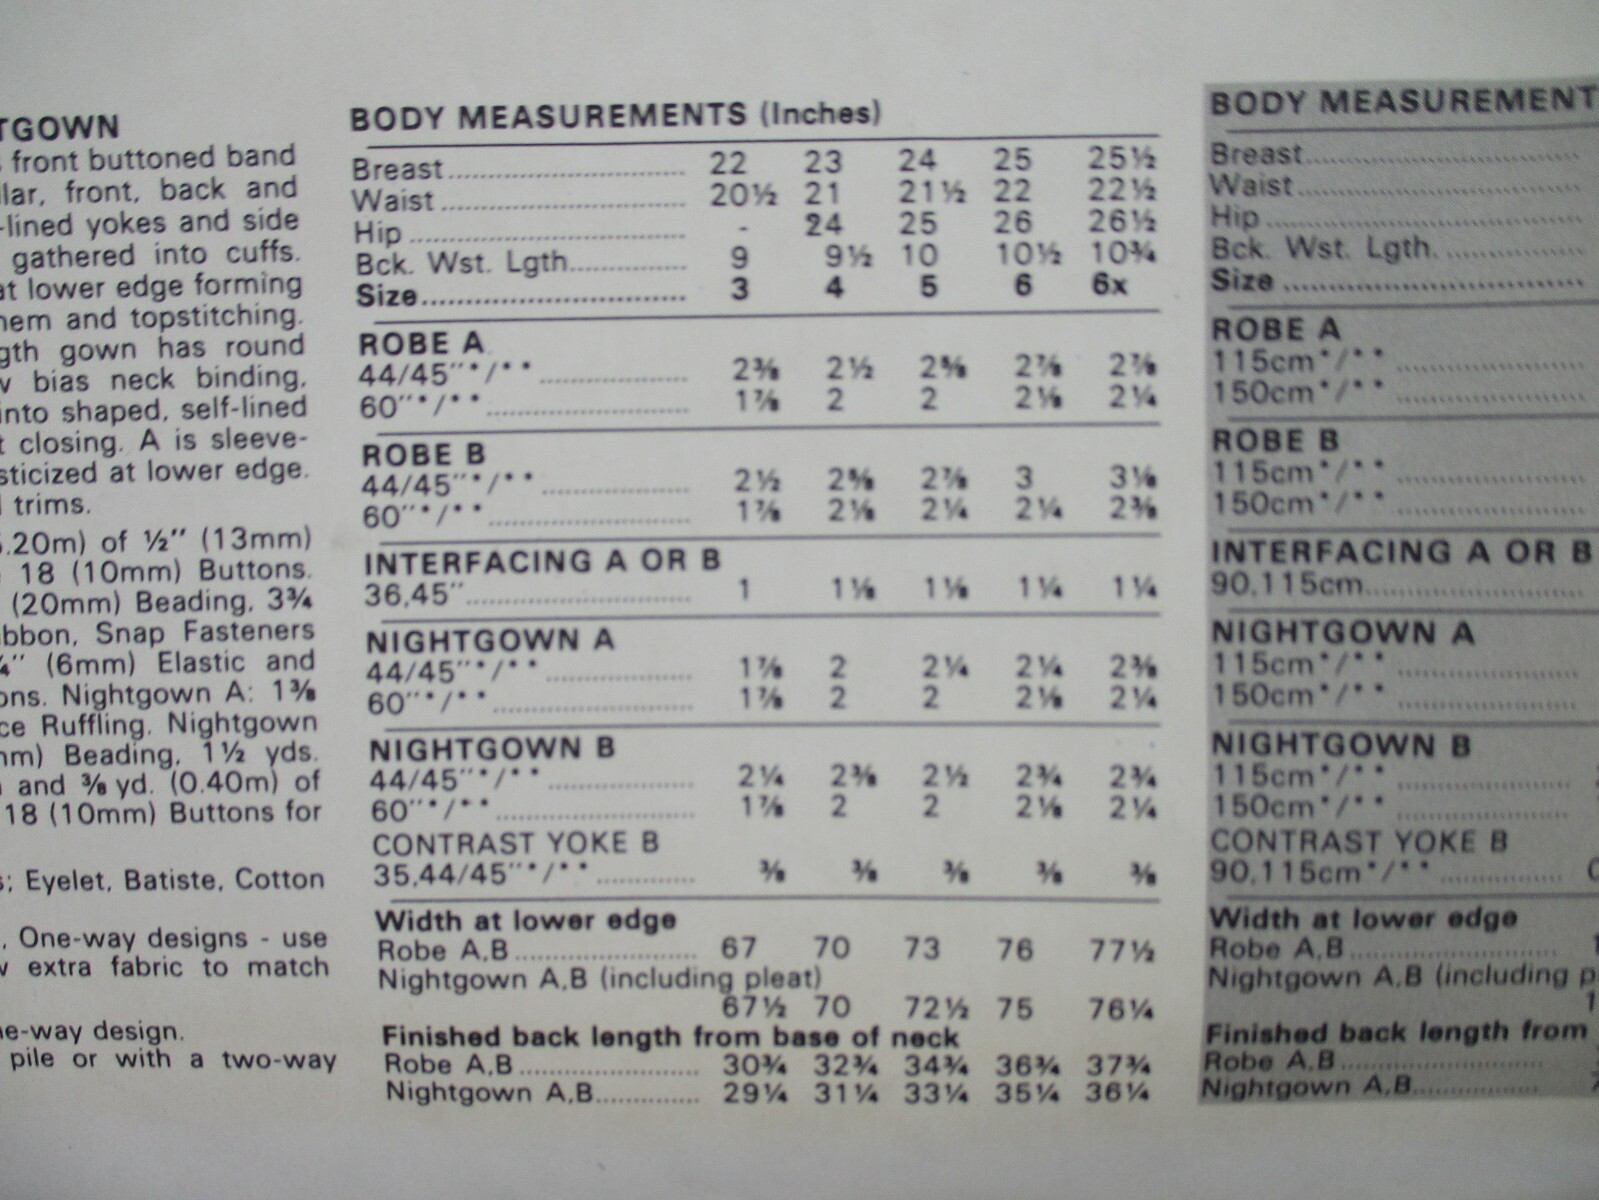 TGOWN
front buttoned band
llar, front, back and
-lined yokes and side
gathered into cuffs.
at lower edge forming
hem and topstitching.
gth gown has round
w bias neck binding,
into shaped, self-lined
t closing. A is sleeve-
sticized at lower edge.
trims.
.20m) of ½" (13mm)
18 (10mm) Buttons.
(20mm) Beading, 3¾
ibbon, Snap Fasteners
¼" (6mm) Elastic and
ons. Nightgown A: 1⅜
ce Ruffling. Nightgown
nm) Beading, 1½ yds.
and ⅜ yd. (0.40m) of
18 (10mm) Buttons for
s; Eyelet, Batiste, Cotton
. One-way designs - use
w extra fabric to match
ne-way design.
pile or with a two-way
BODY MEASUREMENTS (Inches)
Breast 22 23 24 25 25½
Waist 20½ 21 21½ 22 22½
Hip - 24 25 26 26½
Bck. Wst. Lgth. 9 9½ 10 10½ 10¾
Size 3 4 5 6 6x
ROBE A
44/45"*/** 2⅜ 2½ 2⅝ 2⅞ 2⅞
60"*/** 1⅞ 2 2 2⅛ 2¼
ROBE B
44/45"*/** 2½ 2⅝ 2⅞ 3 3⅛
60"*/** 1⅞ 2⅛ 2¼ 2¼ 2⅜
INTERFACING A OR B
36,45" 1 1⅛ 1⅛ 1¼ 1¼
NIGHTGOWN A
44/45"*/** 1⅞ 2 2¼ 2¼ 2⅜
60"*/** 1⅞ 2 2 2⅛ 2¼
NIGHTGOWN B
44/45"*/** 2¼ 2⅜ 2½ 2¾ 2¾
60"*/** 1⅞ 2 2 2⅛ 2¼
CONTRAST YOKE B
35,44/45"*/** ⅜ ⅜ ⅜ ⅜ ⅜
Width at lower edge
Robe A,B 67 70 73 76 77½
Nightgown A,B (including pleat)
67½ 70 72½ 75 76¼
Finished back length from base of neck
Robe A,B 30¾ 32¾ 34¾ 36¾ 37¾
Nightgown A,B 29¼ 31¼ 33¼ 35¼ 36¼
BODY MEASUREMENT
Breast
Waist
Hip
Bck. Wst. Lgth.
Size
ROBE A
115cm*/**
150cm*/**
ROBE B
115cm*/**
150cm*/**
INTERFACING A OR B
90,115cm
NIGHTGOWN A
115cm*/**
150cm*/**
NIGHTGOWN B
115cm*/**
150cm*/**
CONTRAST YOKE B
90,115cm*/**
Width at lower edge
Robe A,B
Nightgown A,B (including p
Finished back length from
Robe A,B
Nightgown A,B